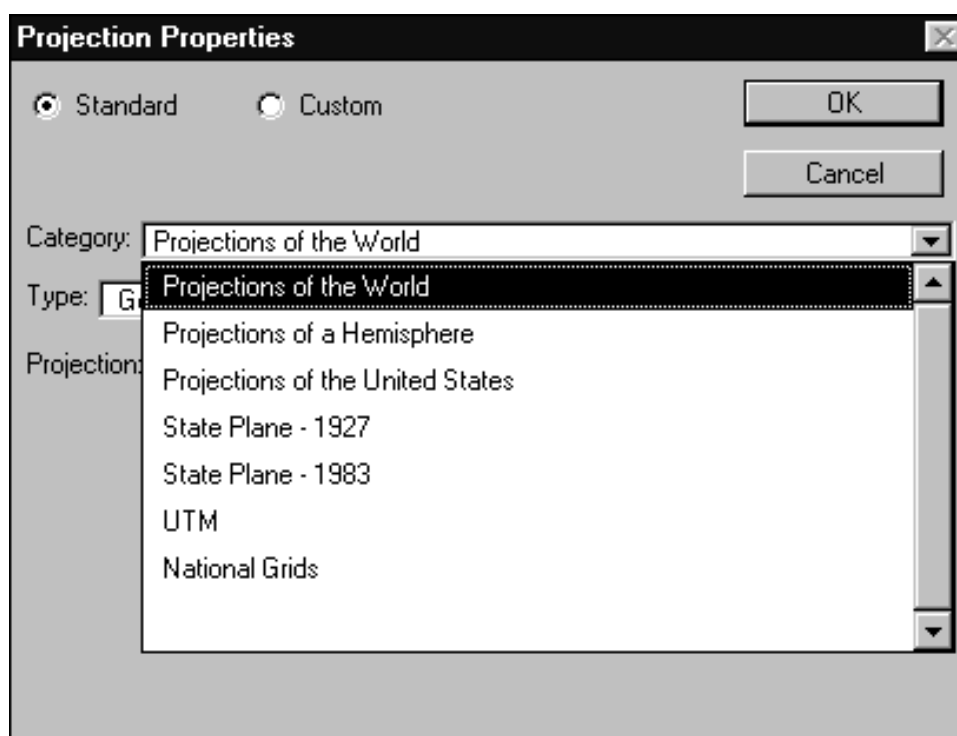 Projection Properties
Standard Custom OK
Cancel
Category: Projections of the World
Projections of the World
Type:
Projections of a Hemisphere
Projection:
Projections of the United States
State Plane - 1927
State Plane - 1983
UTM
National Grids